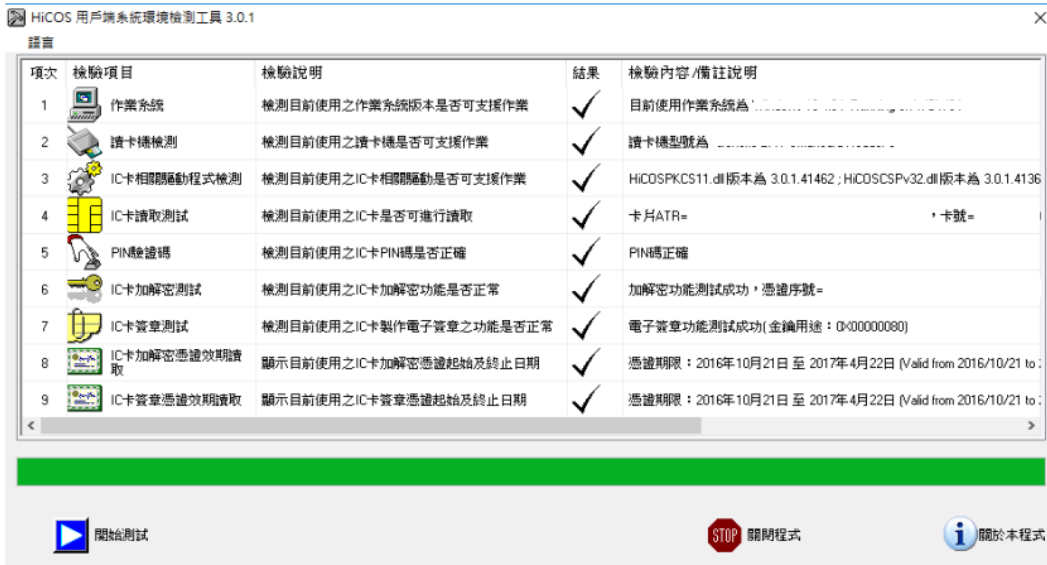 HiCOS 用戶端系統環境檢測工具 3.0.1
語言
項次 檢驗項目 檢驗說明 結果 檢驗內容/備註說明
1 作業系統 檢測目前使用之作業系統版本是否可支援作業 目前使用作業系統為
2 讀卡機檢測 檢測目前使用之讀卡機是否可支援作業 讀卡機型號為
3 IC卡相關驅動程式檢測 檢測目前使用之IC卡相關驅動是否可支援作業 HiCOSPKCS11.dll版本為 3.0.1.41462 ; HiCOSCSPv32.dll版本為 3.0.1.4136
4 IC卡讀取測試 檢測目前使用之IC卡是否可進行讀取 卡片ATR= ，卡號=
5 PIN驗證碼 檢測目前使用之IC卡PIN碼是否正確 PIN碼正確
6 IC卡加解密測試 檢測目前使用之IC卡加解密功能是否正常 加解密功能測試成功，憑證序號=
7 IC卡簽章測試 檢測目前使用之IC卡製作電子簽章之功能是否正常 電子簽章功能測試成功(金鑰用途：0X00000080)
8 IC卡加解密憑證效期讀取 顯示目前使用之IC卡加解密憑證起始及終止日期 憑證期限：2016年10月21日 至 2017年4月22日 (Valid from 2016/10/21 to
9 IC卡簽章憑證效期讀取 顯示目前使用之IC卡簽章憑證起始及終止日期 憑證期限：2016年10月21日 至 2017年4月22日 (Valid from 2016/10/21 to
開始測試 STOP 關閉程式 關於本程式